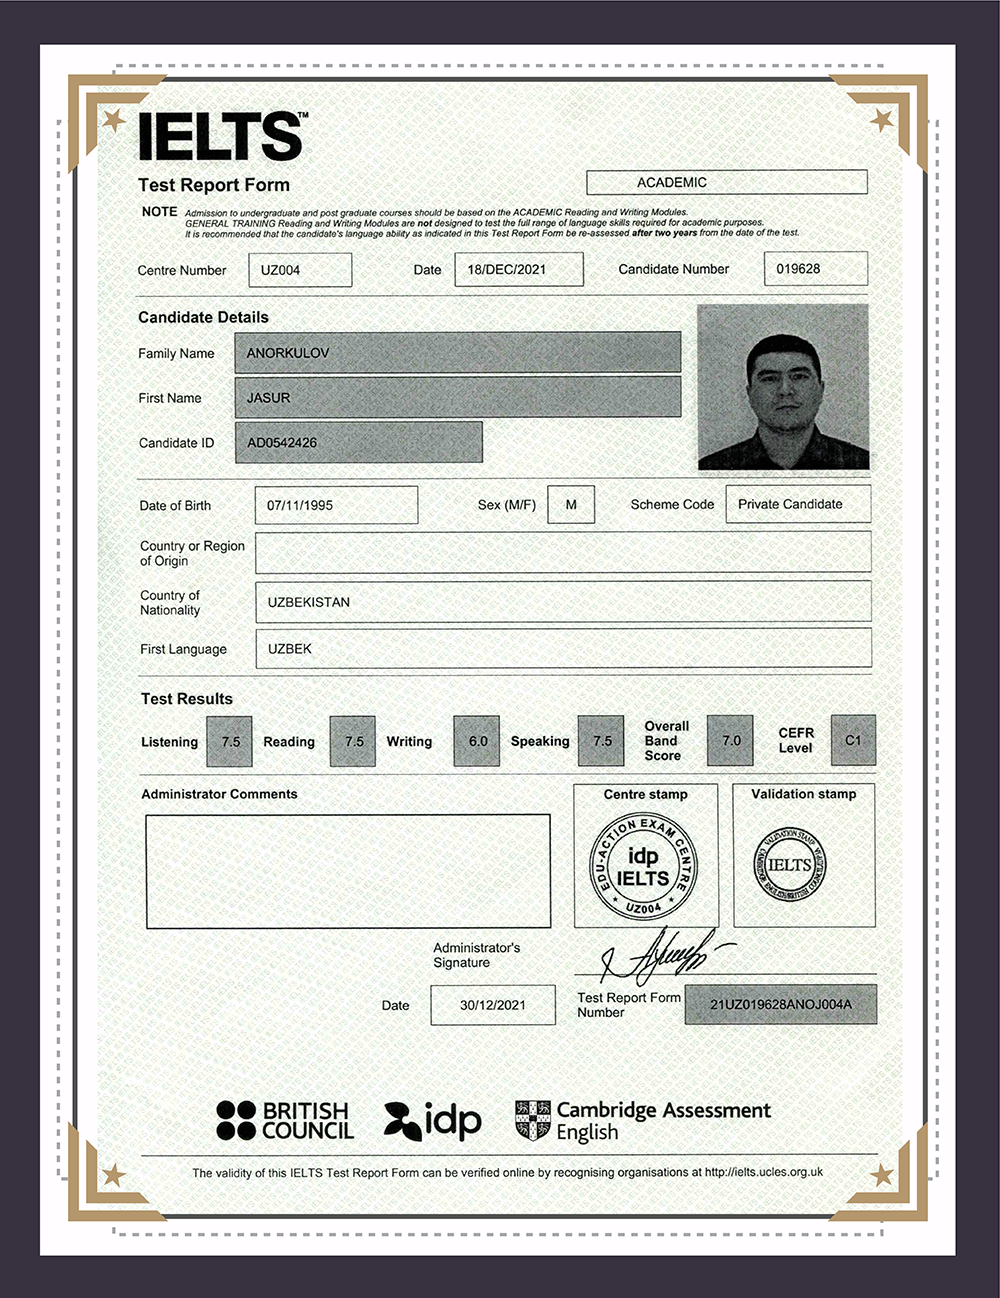 IELTS™
Test Report Form
ACADEMIC
NOTE Admission to undergraduate and post graduate courses should be based on the ACADEMIC Reading and Writing Modules.
GENERAL TRAINING Reading and Writing Modules are not designed to test the full range of language skills required for academic purposes.
It is recommended that the candidate's language ability as indicated in this Test Report Form be re-assessed after two years from the date of the test.
Centre Number UZ004 Date 18/DEC/2021 Candidate Number 019628
Candidate Details
Family Name ANORKULOV
First Name JASUR
Candidate ID AD0542426
Date of Birth 07/11/1995 Sex (M/F) M Scheme Code Private Candidate
Country or Region
of Origin
Country of
Nationality UZBEKISTAN
First Language UZBEK
Test Results
Listening 7.5 Reading 7.5 Writing 6.0 Speaking 7.5 Overall Band Score 7.0 CEFR Level C1
Administrator Comments
Centre stamp
EDU-ACTION EXAM CENTRE
idp
IELTS
UZ004
Validation stamp
VALIDATION STAMP
IELTS
Administrator's
Signature
Date 30/12/2021
Test Report Form
Number 21UZ019628ANOJ004A
BRITISH
COUNCIL
idp
Cambridge Assessment
English
The validity of this IELTS Test Report Form can be verified online by recognising organisations at http://ielts.ucles.org.uk